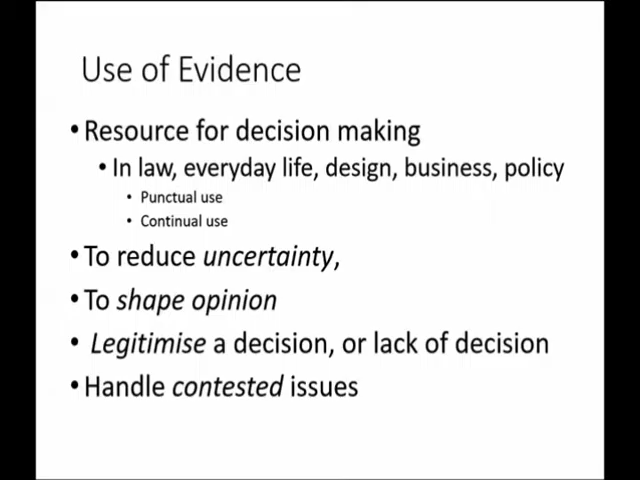 Use of Evidence
• Resource for decision making
• In law, everyday life, design, business, policy
• Punctual use
• Continual use
• To reduce uncertainty,
• To shape opinion
• Legitimise a decision, or lack of decision
• Handle contested issues